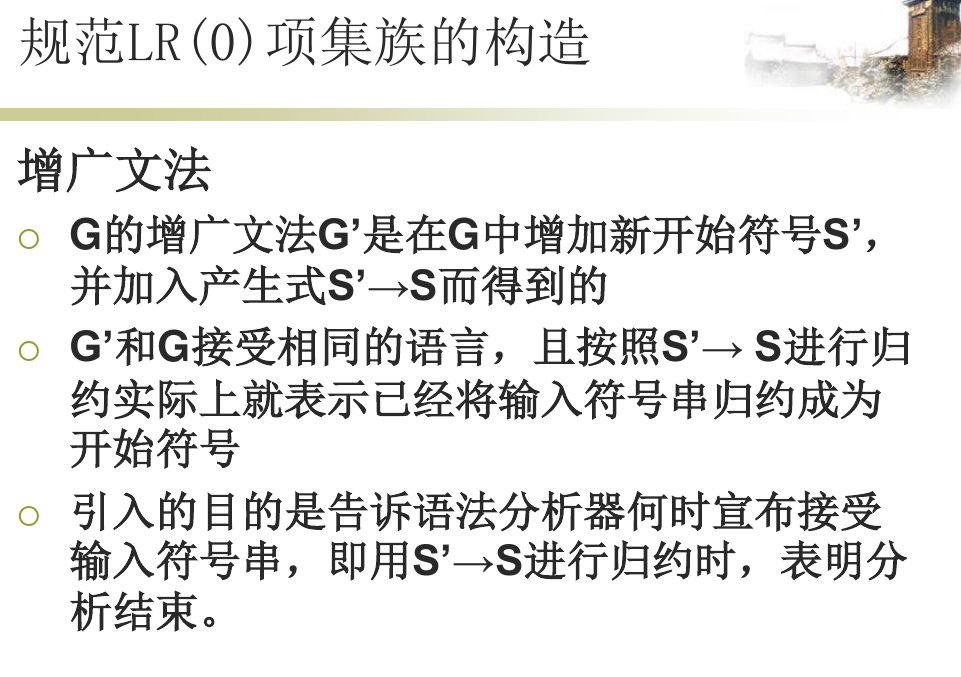 规范LR(0)项集族的构造
增广文法
G的增广文法G’是在G中增加新开始符号S’，
并加入产生式S’→S而得到的
G’和G接受相同的语言，且按照S’→ S进行归
约实际上就表示已经将输入符号串归约成为
开始符号
引入的目的是告诉语法分析器何时宣布接受
输入符号串，即用S’→S进行归约时，表明分
析结束。